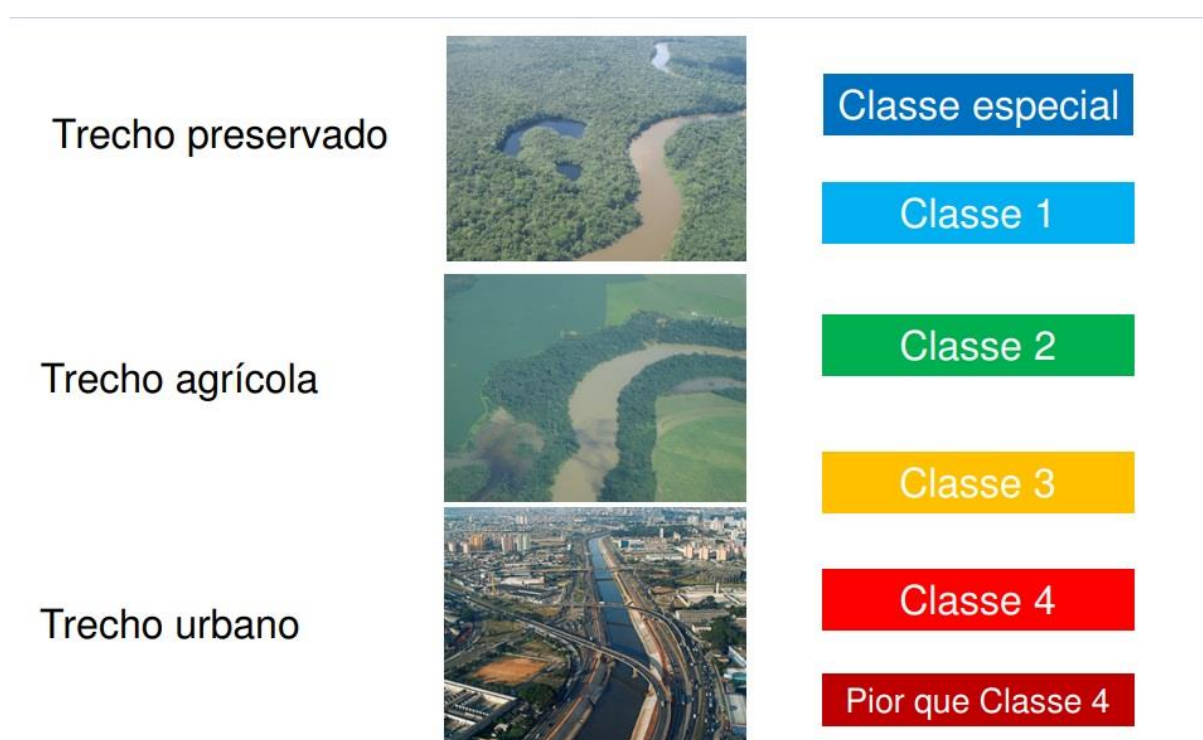 Trecho preservado
Classe especial
Classe 1
Trecho agrícola
Classe 2
Classe 3
Trecho urbano
Classe 4
Pior que Classe 4